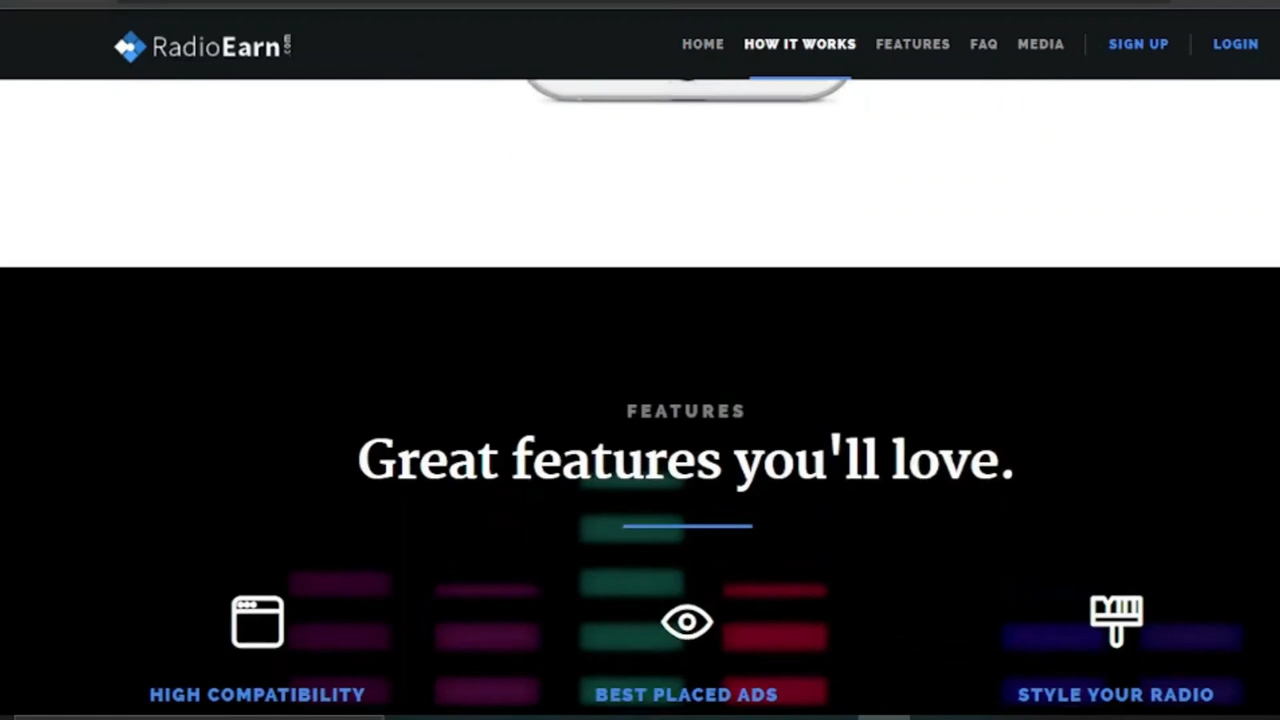 RadioEarn.com
HOME HOW IT WORKS FEATURES FAQ MEDIA SIGN UP LOGIN
FEATURES
Great features you'll love.
HIGH COMPATIBILITY BEST PLACED ADS STYLE YOUR RADIO